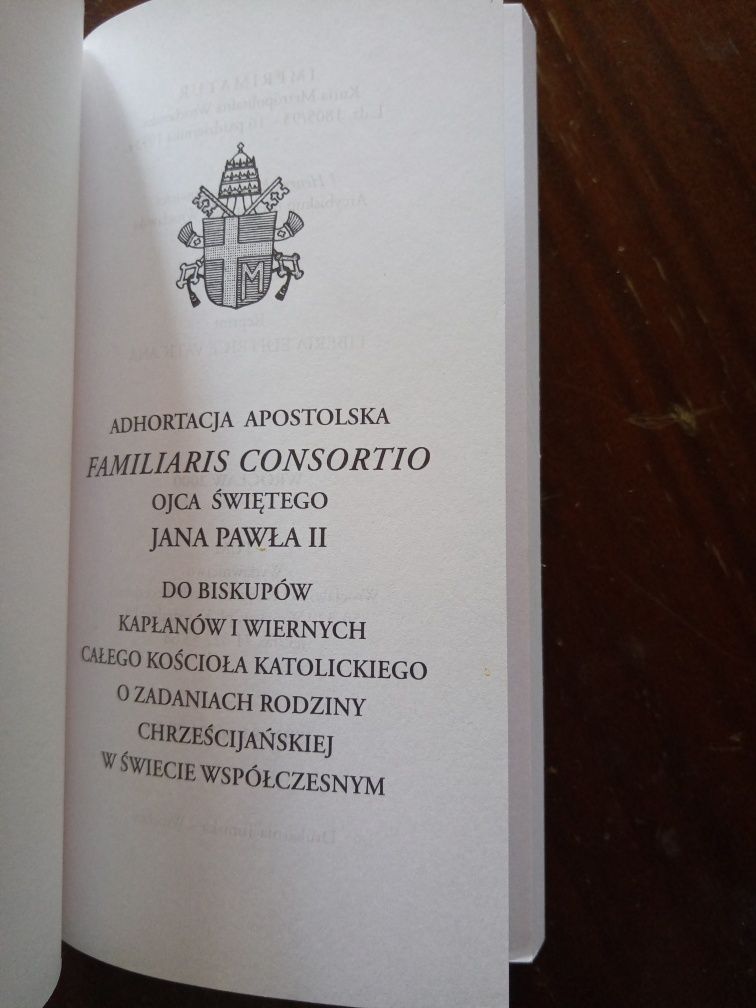 ADHORTACJA APOSTOLSKA
FAMILIARIS CONSORTIO
OJCA ŚWIĘTEGO
JANA PAWŁA II
DO BISKUPÓW
KAPŁANÓW I WIERNYCH
CAŁEGO KOŚCIOŁA KATOLICKIEGO
O ZADANIACH RODZINY
CHRZEŚCIJAŃSKIEJ
W ŚWIECIE WSPÓŁCZESNYM